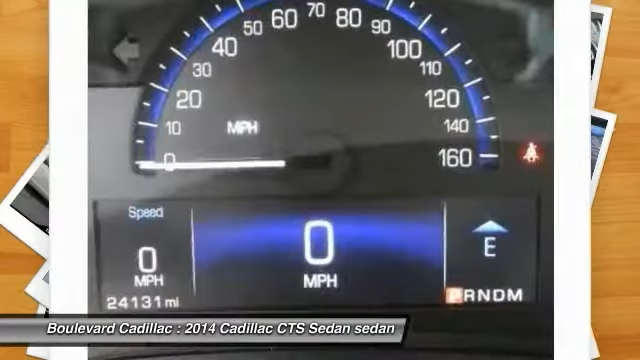 70
60 80
50 90
40 100
30 110
20 MPH 120
10 140
0 160
Speed
0 0 E
MPH MPH
24131 mi PRNDM
Boulevard Cadillac : 2014 Cadillac CTS Sedan sedan